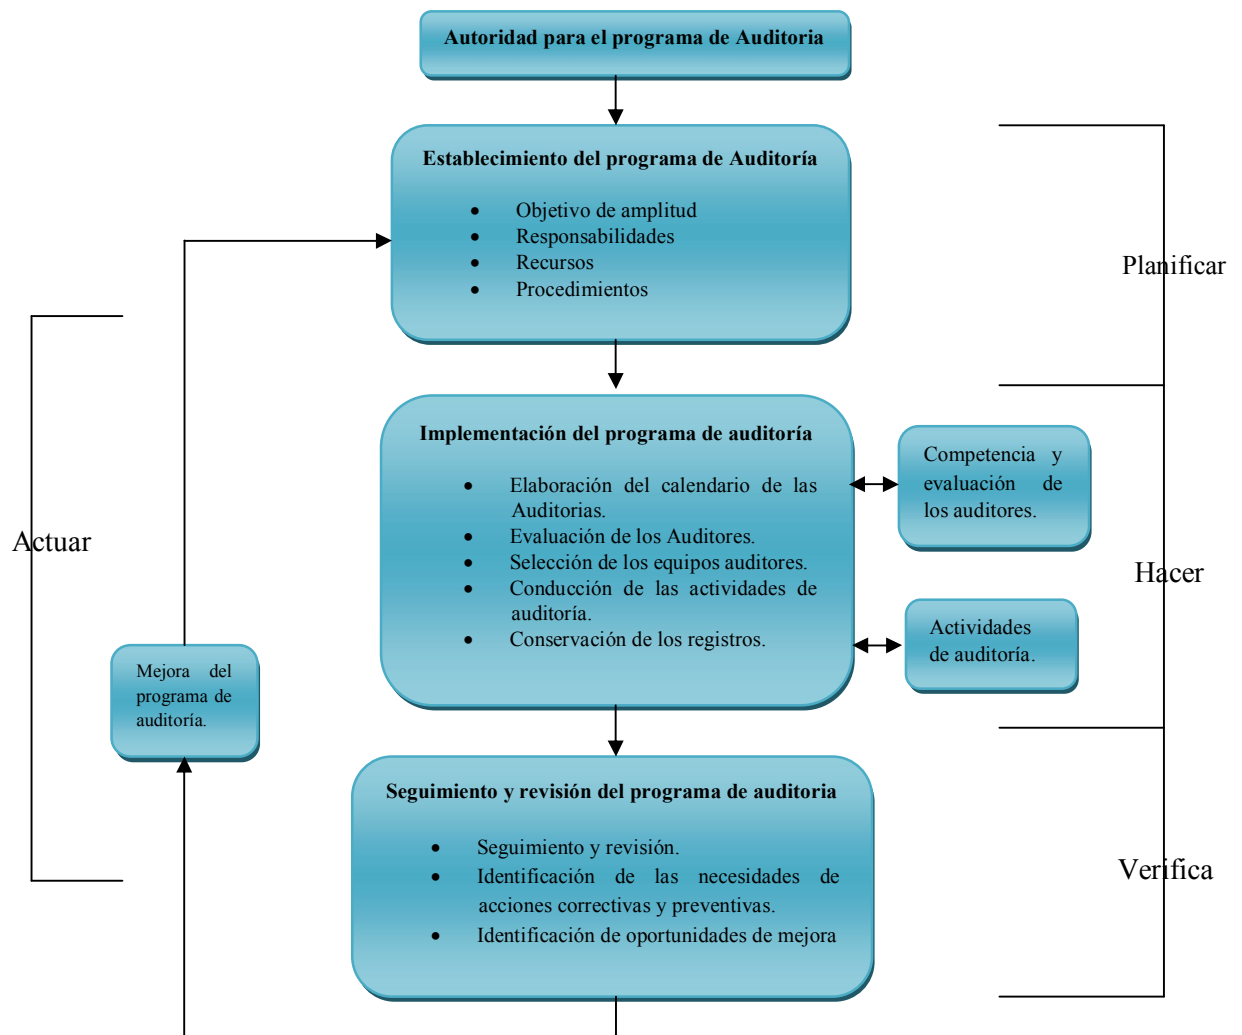 Autoridad para el programa de Auditoria
Establecimiento del programa de Auditoría
• Objetivo de amplitud
• Responsabilidades
• Recursos
• Procedimientos
Planificar
Implementación del programa de auditoría
• Elaboración del calendario de las
Auditorias.
• Evaluación de los Auditores.
• Selección de los equipos auditores.
• Conducción de las actividades de
auditoría.
• Conservación de los registros.
Competencia y
evaluación de
los auditores.
Actividades
de auditoría.
Hacer
Actuar
Mejora del
programa de
auditoría.
Seguimiento y revisión del programa de auditoria
• Seguimiento y revisión.
• Identificación de las necesidades de
acciones correctivas y preventivas.
• Identificación de oportunidades de mejora
Verifica